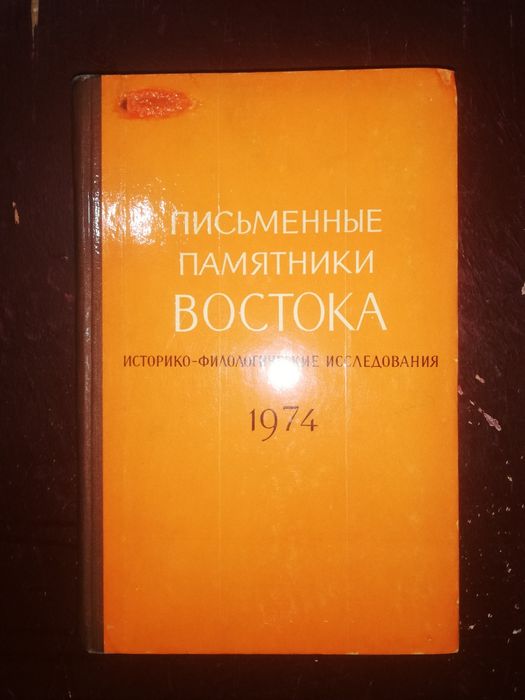 ПИСЬМЕННЫЕ
ПАМЯТНИКИ
ВОСТОКА
ИСТОРИКО-ФИЛОЛОГИЧЕСКИЕ ИССЛЕДОВАНИЯ
1974